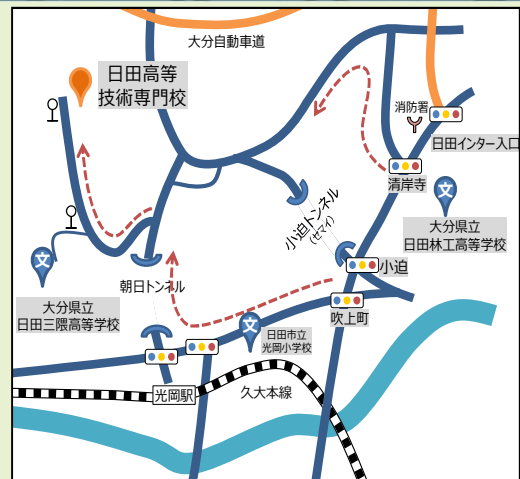 大分自動車道
日田高等
技術専門校
消防署
日田インター入口
清岸寺
大分県立
日田林工高等学校
小迫トンネル
(セマイ)
小迫
文
文
朝日トンネル
大分県立
日田三隈高等学校
吹上町
文
日田市立
光岡小学校
光岡駅
久大本線